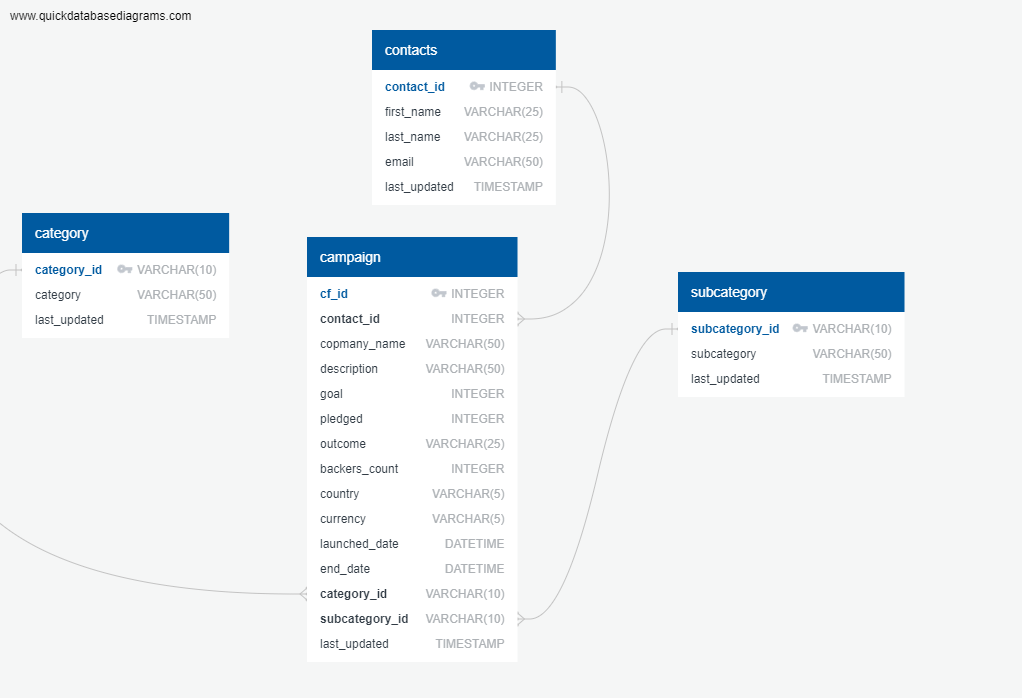 www.quickdatabasediagrams.com
contacts
contact_id INTEGER
first_name VARCHAR(25)
last_name VARCHAR(25)
email VARCHAR(50)
last_updated TIMESTAMP
category
category_id VARCHAR(10)
category VARCHAR(50)
last_updated TIMESTAMP
campaign
cf_id INTEGER
contact_id INTEGER
copmany_name VARCHAR(50)
description VARCHAR(50)
goal INTEGER
pledged INTEGER
outcome VARCHAR(25)
backers_count INTEGER
country VARCHAR(5)
currency VARCHAR(5)
launched_date DATETIME
end_date DATETIME
category_id VARCHAR(10)
subcategory_id VARCHAR(10)
last_updated TIMESTAMP
subcategory
subcategory_id VARCHAR(10)
subcategory VARCHAR(50)
last_updated TIMESTAMP